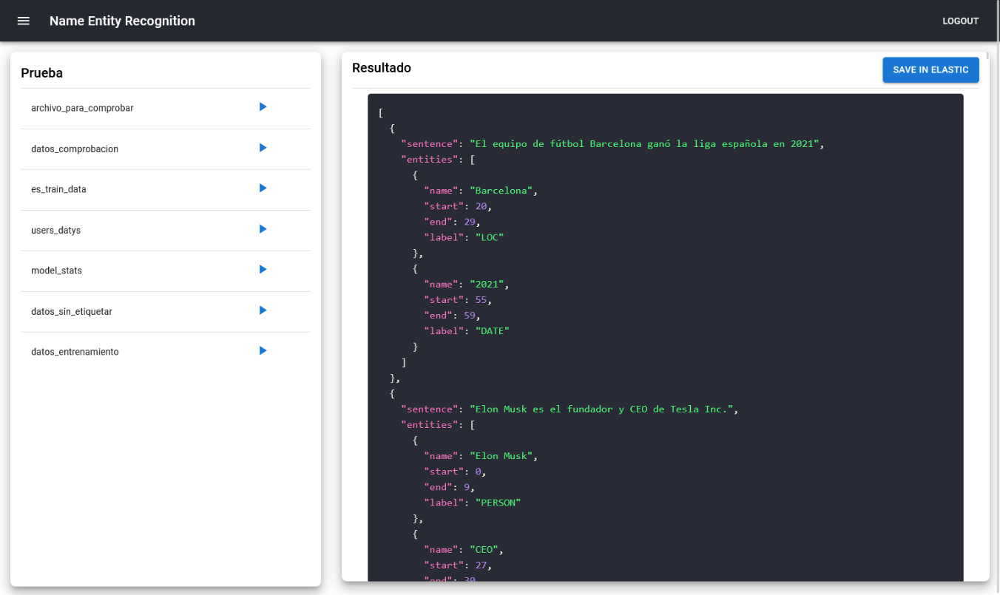 Name Entity Recognition
LOGOUT
Prueba
archivo_para_comprobar
datos_comprobacion
es_train_data
users_datys
model_stats
datos_sin_etiquetar
datos_entrenamiento
Resultado
SAVE IN ELASTIC
[
{
"sentence": "El equipo de fútbol Barcelona ganó la liga española en 2021",
"entities": [
{
"name": "Barcelona",
"start": 20,
"end": 29,
"label": "LOC"
},
{
"name": "2021",
"start": 55,
"end": 59,
"label": "DATE"
}
]
},
{
"sentence": "Elon Musk es el fundador y CEO de Tesla Inc.",
"entities": [
{
"name": "Elon Musk",
"start": 0,
"end": 9,
"label": "PERSON"
},
{
"name": "CEO",
"start": 27,
"end": 30